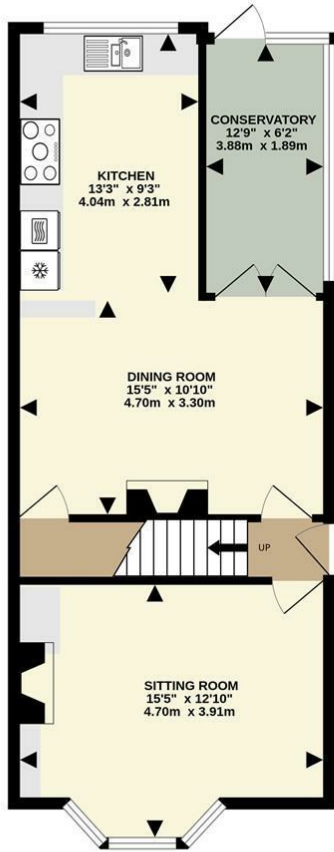 CONSERVATORY
12'9" x 6'2"
3.88m x 1.89m
KITCHEN
13'3" x 9'3"
4.04m x 2.81m
DINING ROOM
15'5" x 10'10"
4.70m x 3.30m
UP
SITTING ROOM
15'5" x 12'10"
4.70m x 3.91m